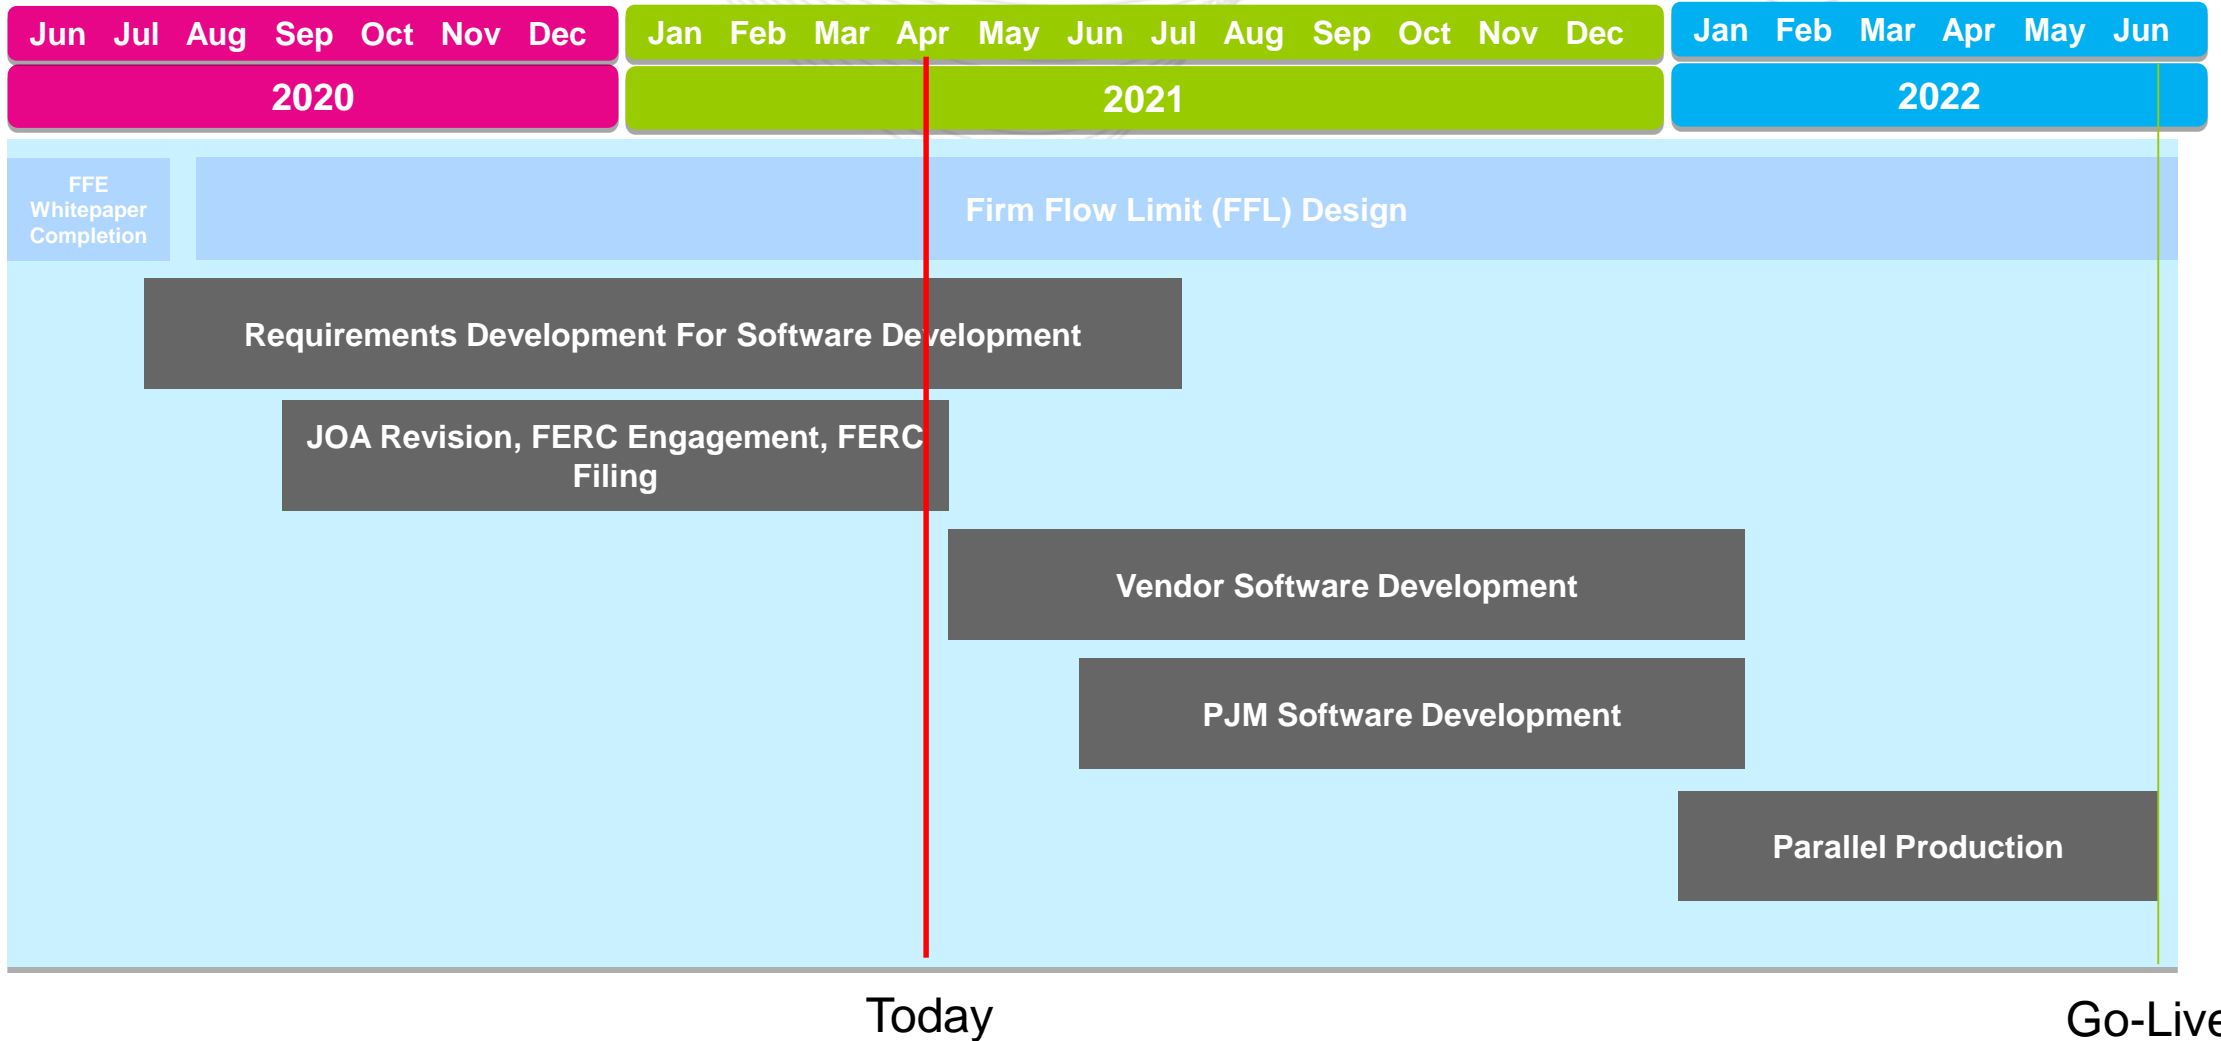 Jun Jul Aug Sep Oct Nov Dec
Jan Feb Mar Apr May Jun Jul Aug Sep Oct Nov Dec
Jan Feb Mar Apr May Jun
2020
2021
2022
FFE
Whitepaper
Completion
Firm Flow Limit (FFL) Design
Requirements Development For Software Development
JOA Revision, FERC Engagement, FERC
Filing
Vendor Software Development
PJM Software Development
Parallel Production
Today
Go-Live